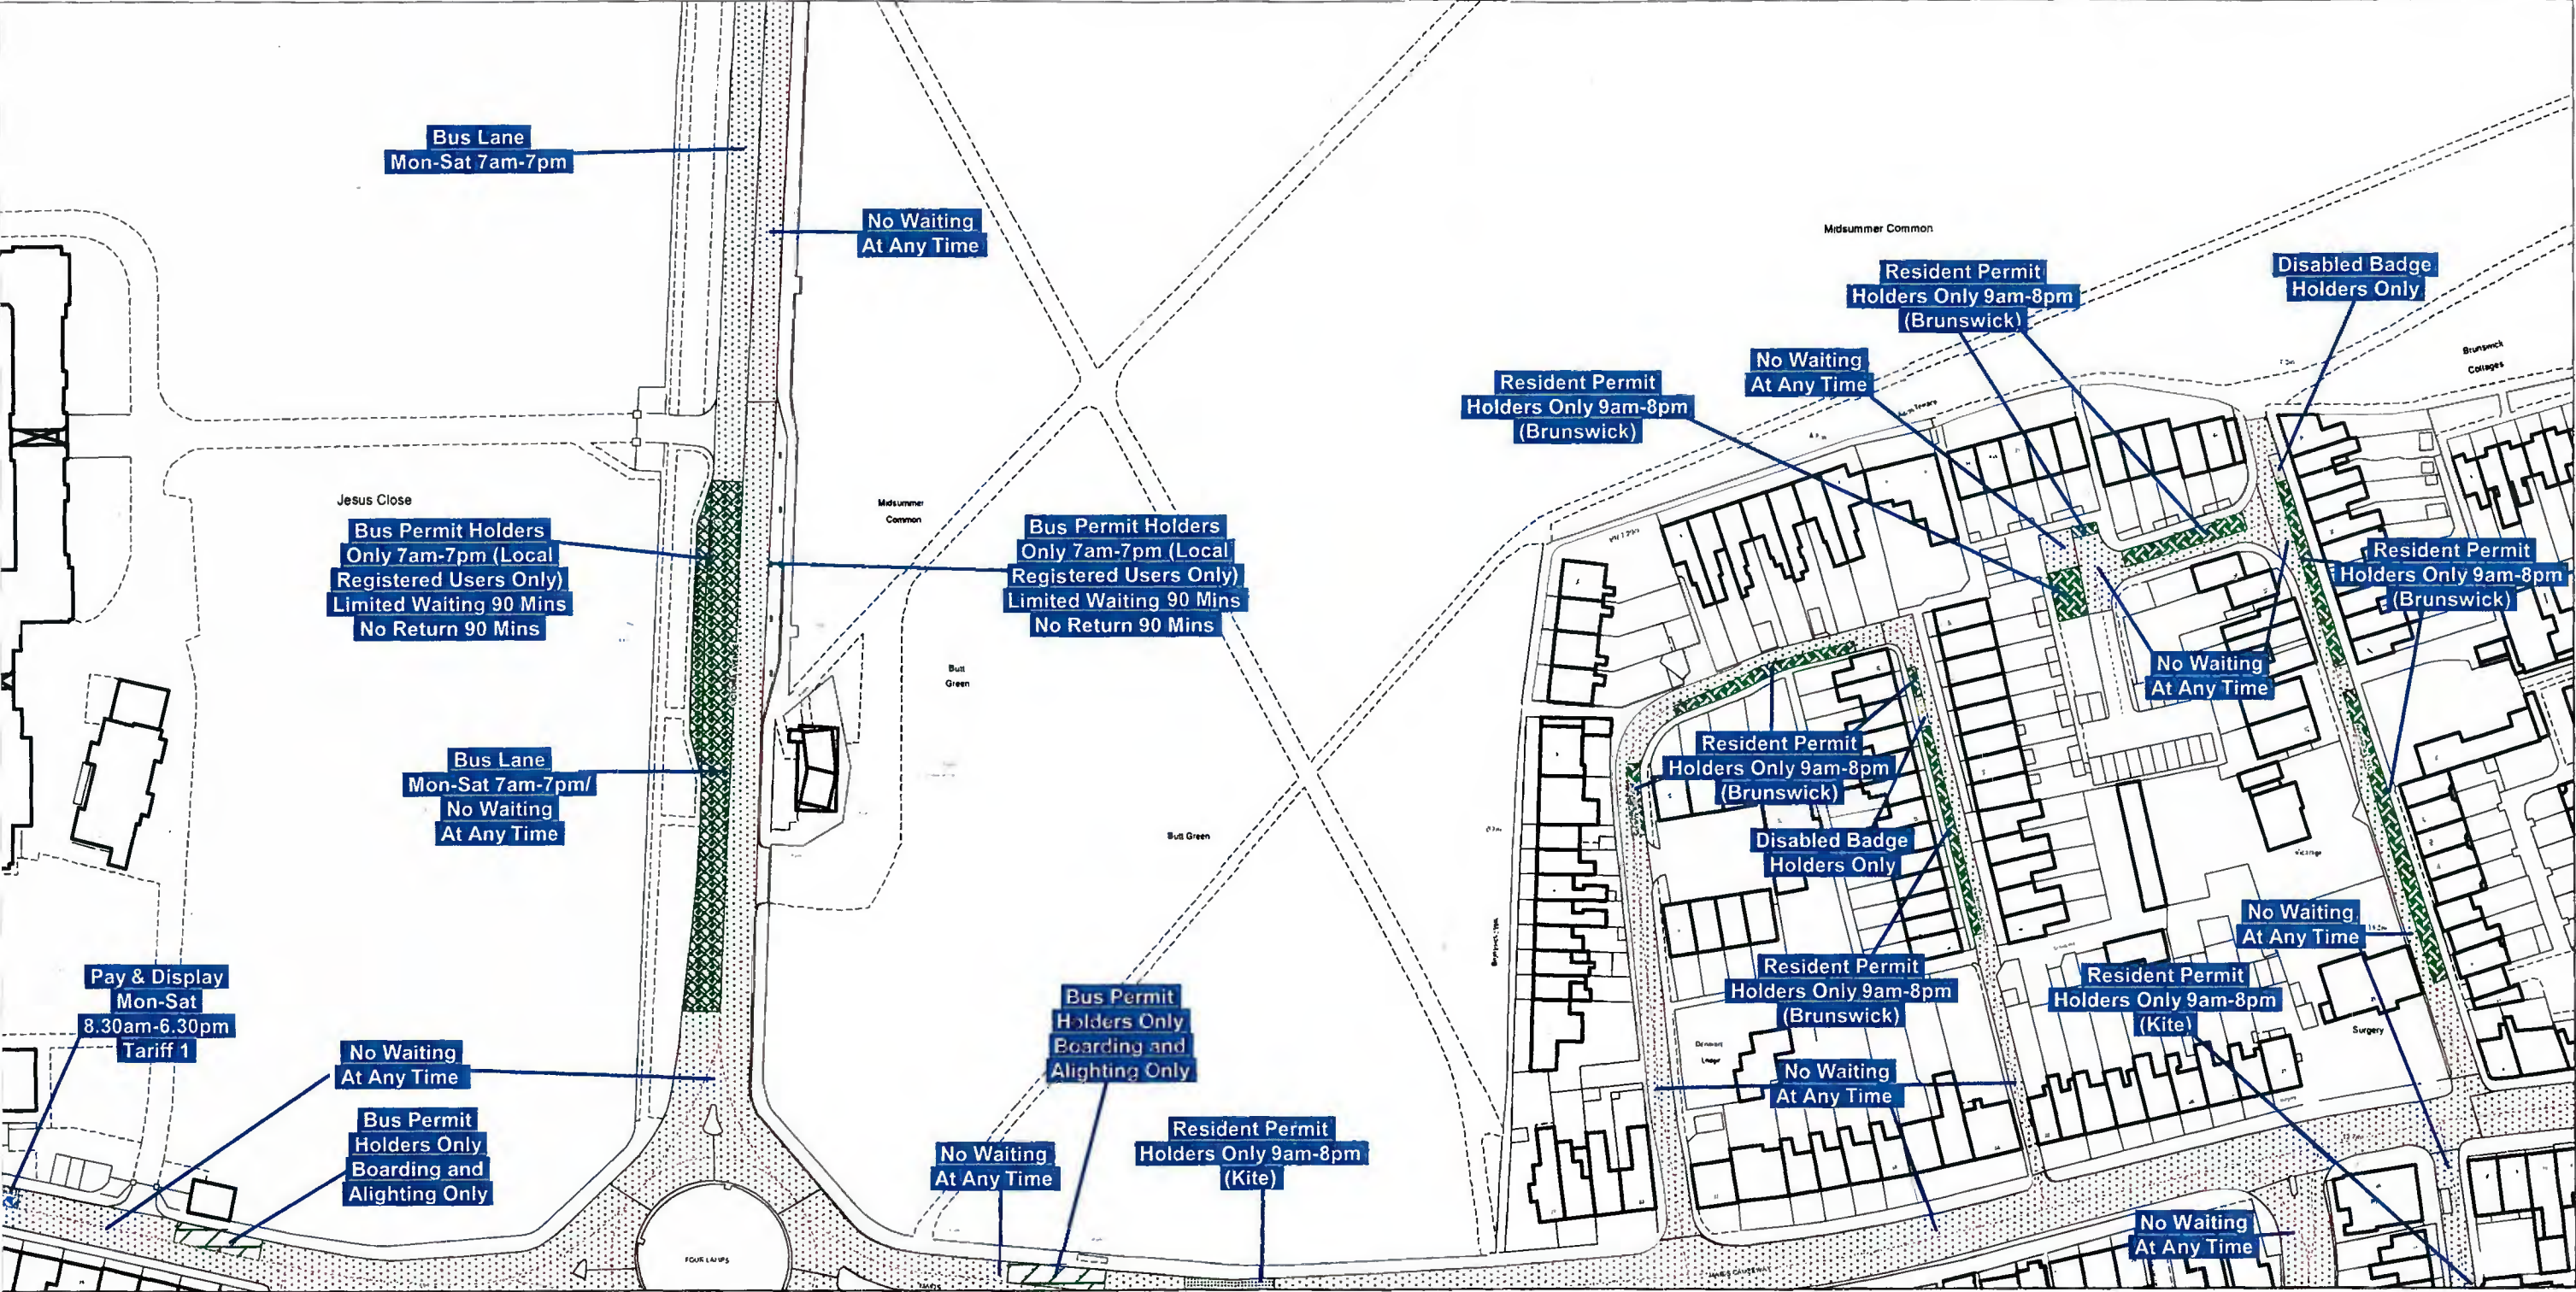 Bus Lane
Mon-Sat 7am-7pm
No Waiting
At Any Time
Midsummer Common
Resident Permit
Holders Only 9am-8pm
(Brunswick)
Disabled Badge
Holders Only
No Waiting
At Any Time
Brunswick
Cottages
Resident Permit
Holders Only 9am-8pm
(Brunswick)
Jesus Close
Bus Permit Holders
Only 7am-7pm (Local
Registered Users Only)
Limited Waiting 90 Mins
No Return 90 Mins
Midsummer
Common
Bus Permit Holders
Only 7am-7pm (Local
Registered Users Only)
Limited Waiting 90 Mins
No Return 90 Mins
Resident Permit
Holders Only 9am-8pm
(Brunswick)
No Waiting
At Any Time
Butt
Green
Bus Lane
Mon-Sat 7am-7pm/
No Waiting
At Any Time
Resident Permit
Holders Only 9am-8pm
(Brunswick)
Butt Green
Disabled Badge
Holders Only
Vicarage
No Waiting
At Any Time
Pay & Display
Mon-Sat
8.30am-6.30pm
Tariff 1
Bus Permit
Holders Only
Boarding and
Alighting Only
Resident Permit
Holders Only 9am-8pm
(Brunswick)
Resident Permit
Holders Only 9am-8pm
(Kite)
Surgery
Lodge
No Waiting
At Any Time
No Waiting
At Any Time
Bus Permit
Holders Only
Boarding and
Alighting Only
No Waiting
At Any Time
Resident Permit
Holders Only 9am-8pm
(Kite)
No Waiting
At Any Time
FOUR LAMPS